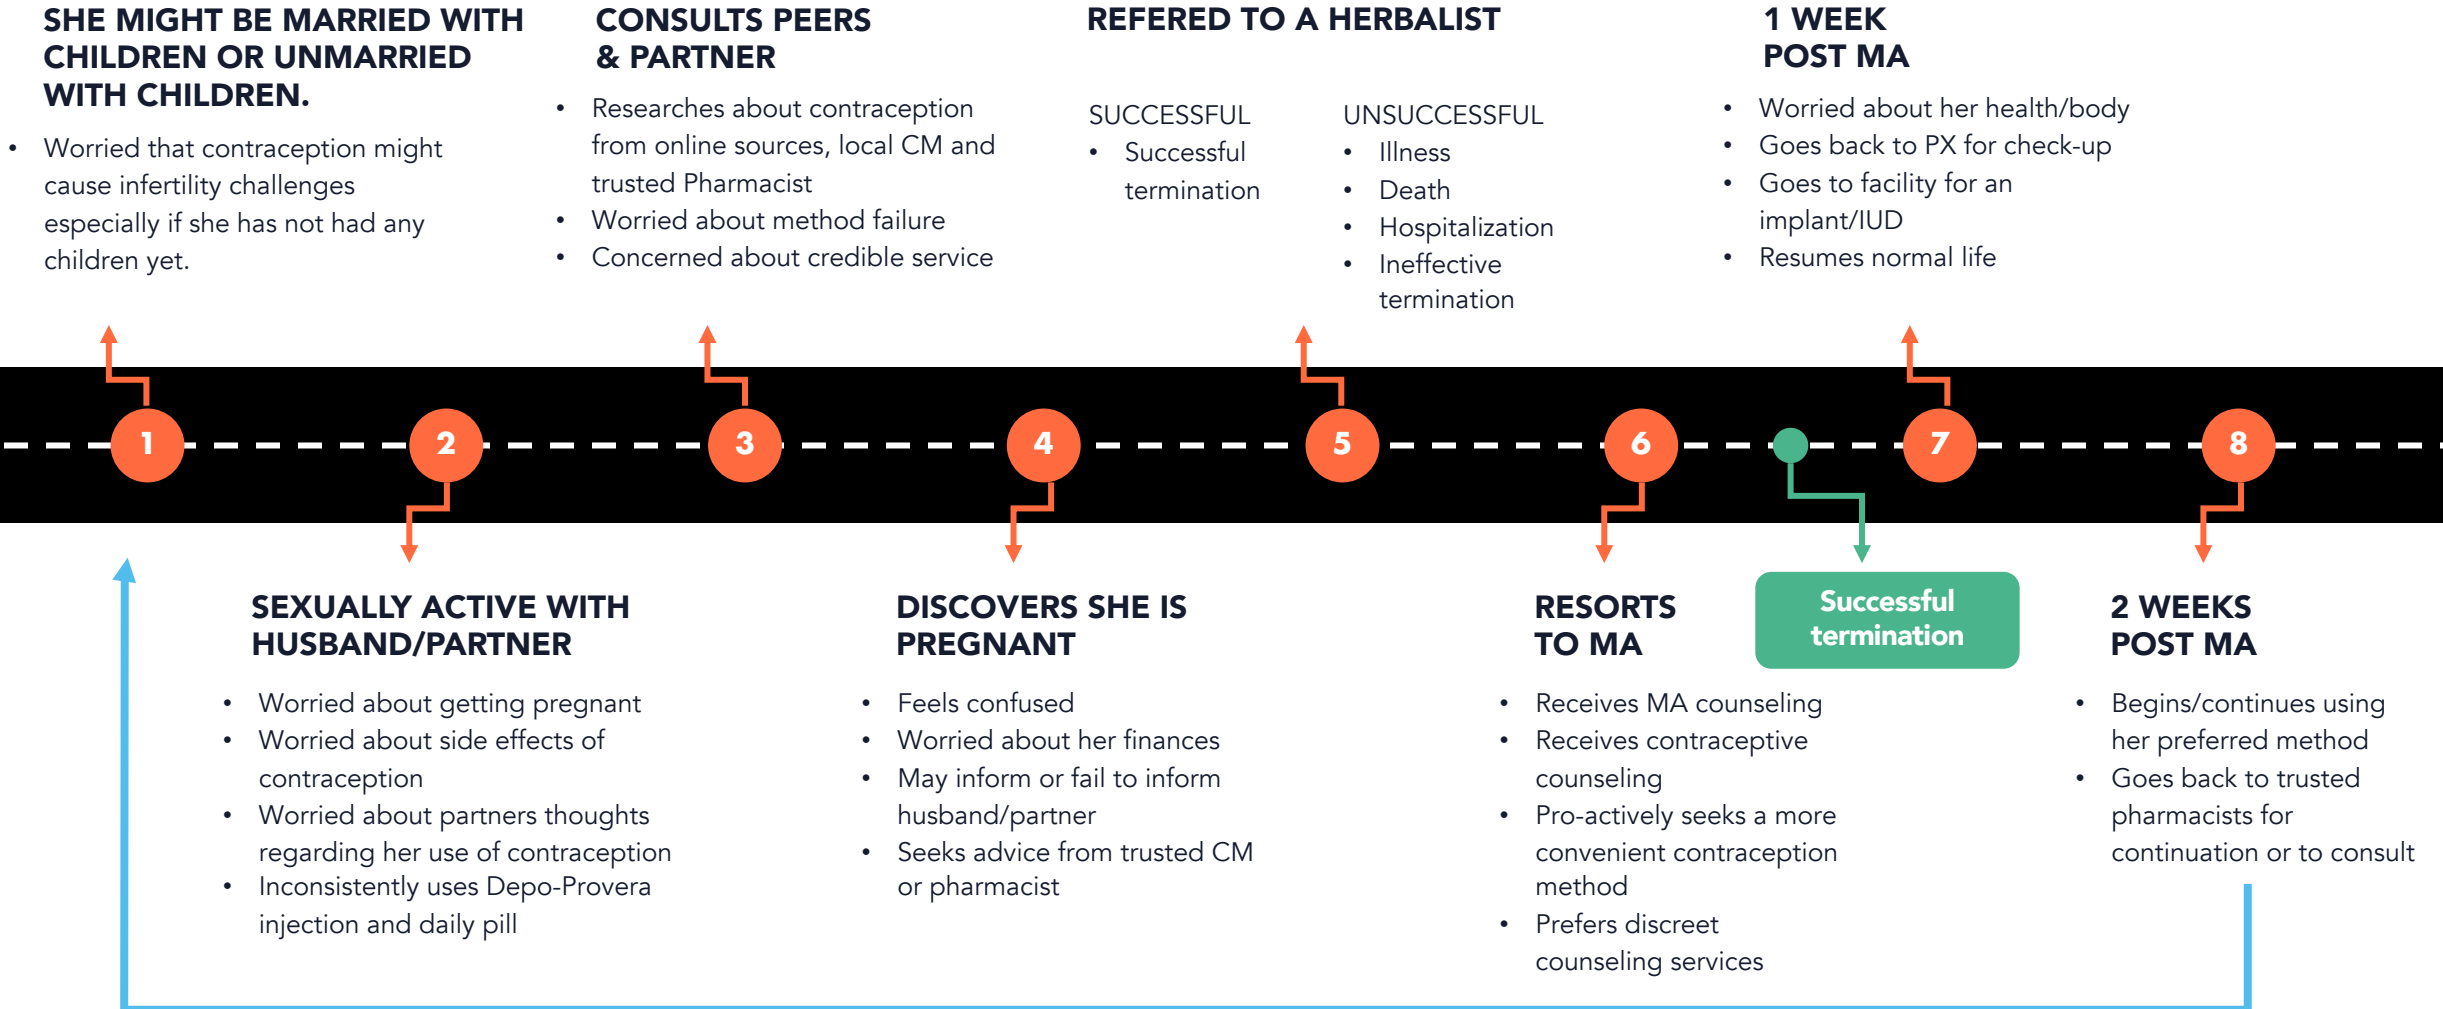 SHE MIGHT BE MARRIED WITH
CHILDREN OR UNMARRIED
WITH CHILDREN.
• Worried that contraception might
cause infertility challenges
especially if she has not had any
children yet.
CONSULTS PEERS
& PARTNER
• Researches about contraception
from online sources, local CM and
trusted Pharmacist
• Worried about method failure
• Concerned about credible service
REFERED TO A HERBALIST
SUCCESSFUL
• Successful
termination
UNSUCCESSFUL
• Illness
• Death
• Hospitalization
• Ineffective
termination
1 WEEK
POST MA
• Worried about her health/body
• Goes back to PX for check-up
• Goes to facility for an
implant/IUD
• Resumes normal life
1
2
3
4
5
6
7
8
SEXUALLY ACTIVE WITH
HUSBAND/PARTNER
• Worried about getting pregnant
• Worried about side effects of
contraception
• Worried about partners thoughts
regarding her use of contraception
• Inconsistently uses Depo-Provera
injection and daily pill
DISCOVERS SHE IS
PREGNANT
• Feels confused
• Worried about her finances
• May inform or fail to inform
husband/partner
• Seeks advice from trusted CM
or pharmacist
RESORTS
TO MA
• Receives MA counseling
• Receives contraceptive
counseling
• Pro-actively seeks a more
convenient contraception
method
• Prefers discreet
counseling services
Successful
termination
2 WEEKS
POST MA
• Begins/continues using
her preferred method
• Goes back to trusted
pharmacists for
continuation or to consult